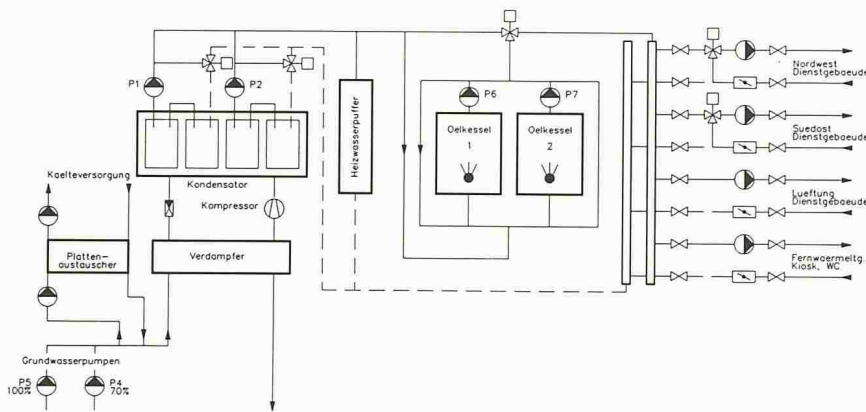 P1
P2
Kondensator
Kaelteversorgung
Kompressor
Platten-
austauscher
Verdampfer
Grundwasserpumpen
P5
100%
P4
70%
Heizwasserpuffer
P6
P7
Oelkessel
1
Oelkessel
2
Nordwest
Dienstgebaeude
Suedost
Dienstgebaeude
Lueftung
Dienstgebaeude
Fernwaermeltg.
Kiosk, WC